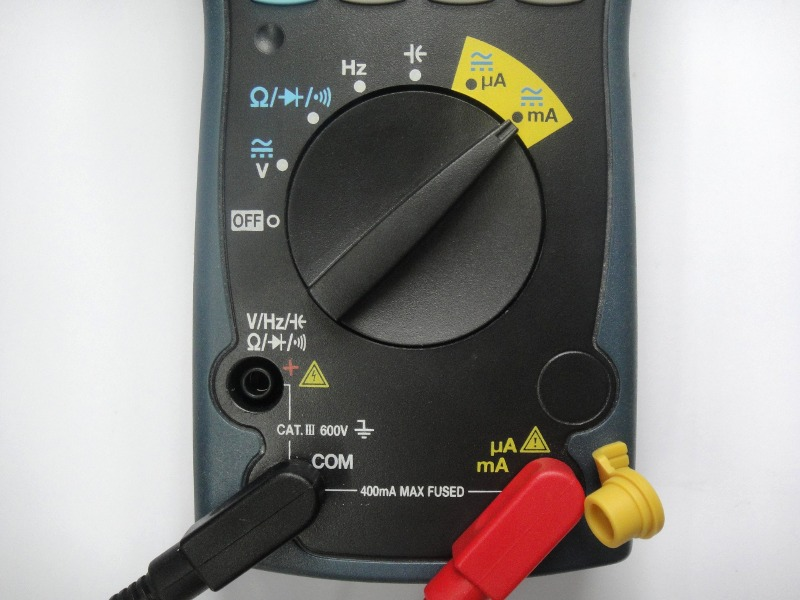 Hz
µA
mA
Ω/
V
OFF
V/Hz/
Ω/
+
CAT. III 600V
COM
µA
mA
400mA MAX FUSED